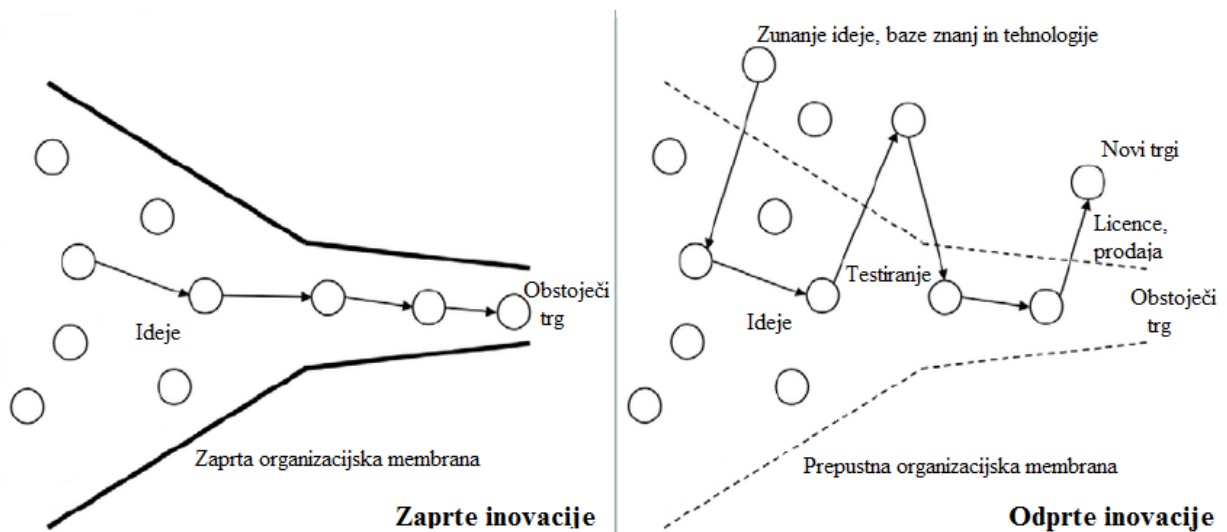 Obstoječi
trg
Ideje
Zaprta organizacijska membrana
Zaprte inovacije
Zunanje ideje, baze znanj in tehnologije
Novi trgi
Licence,
prodaja
Testiranje
Obstoječi
trg
Ideje
Prepustna organizacijska membrana
Odprte inovacije